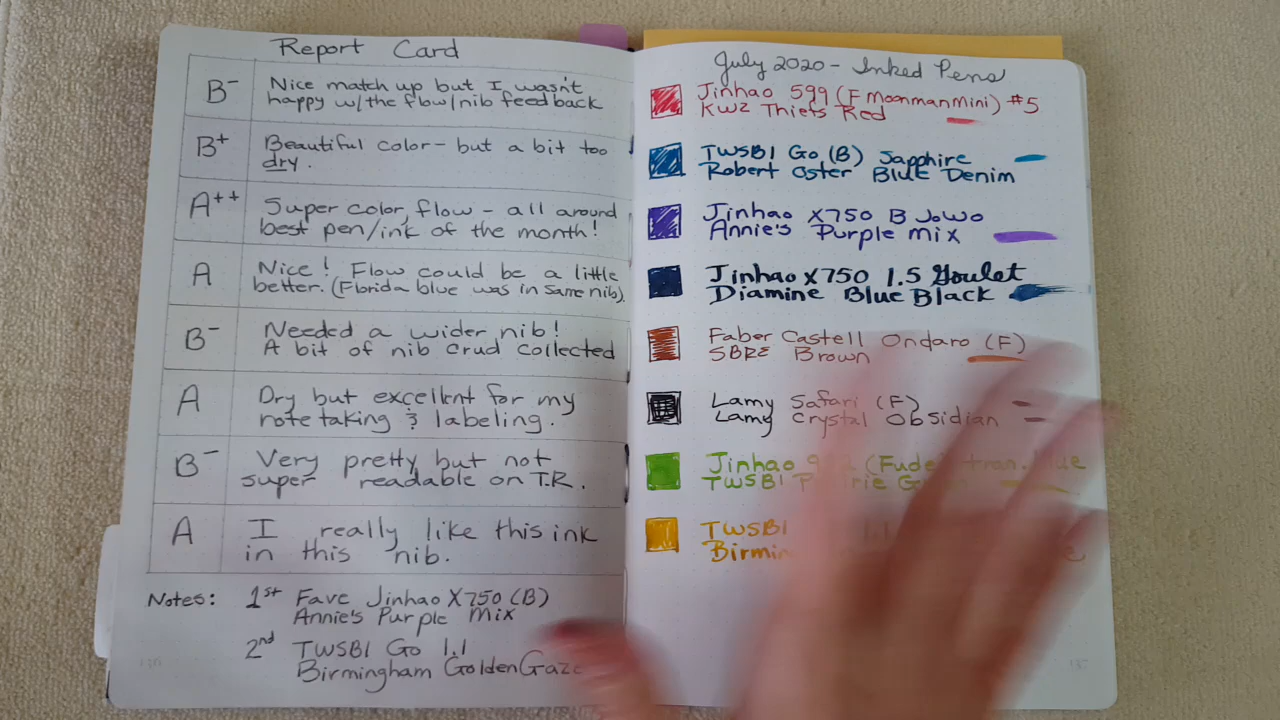 Report Card
B-
Nice match up but I wasn't
happy w/the flow/nib feedback
B+
Beautiful color - but a bit too
dry.
A++
Super color, flow - all around
best pen/ink of the month!
A
Nice! Flow could be a little
better. (Florida blue was in same nib).
B-
Needed a wider nib!
A bit of nib crud collected
A
Dry but excellent for my
note taking & labeling.
B-
Very pretty but not
super readable on T.R.
A
I really like this ink
in this nib.
Notes: 1st Fave Jinhao X750 (B)
Annie's Purple Mix
2nd TWSBI Go 1.1
Birmingham Golden Gaze
July 2020 - Inked Pens
Jinhao 599 (F Moonman Mini) #5
KWZ Thiefs Red
TWSBI Go (B) Sapphire
Robert Oster Blue Denim
Jinhao X750 B JoWo
Annie's Purple Mix
Jinhao X750 1.5 Goulet
Diamine Blue Black
Faber Castell Ondaro (F)
SBRE Brown
Lamy Safari (F)
Lamy Crystal Obsidian
Jinhao (Fude)
TWSBI Prairie
TWSBI